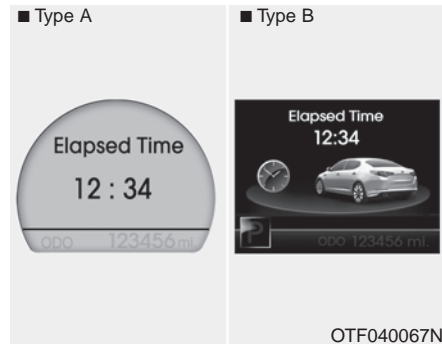 ■ Type A
■ Type B
Elapsed Time
12 : 34
ODO 123456 mi.
Elapsed Time
12:34
P
ODO 123456 mi.
OTF040067N